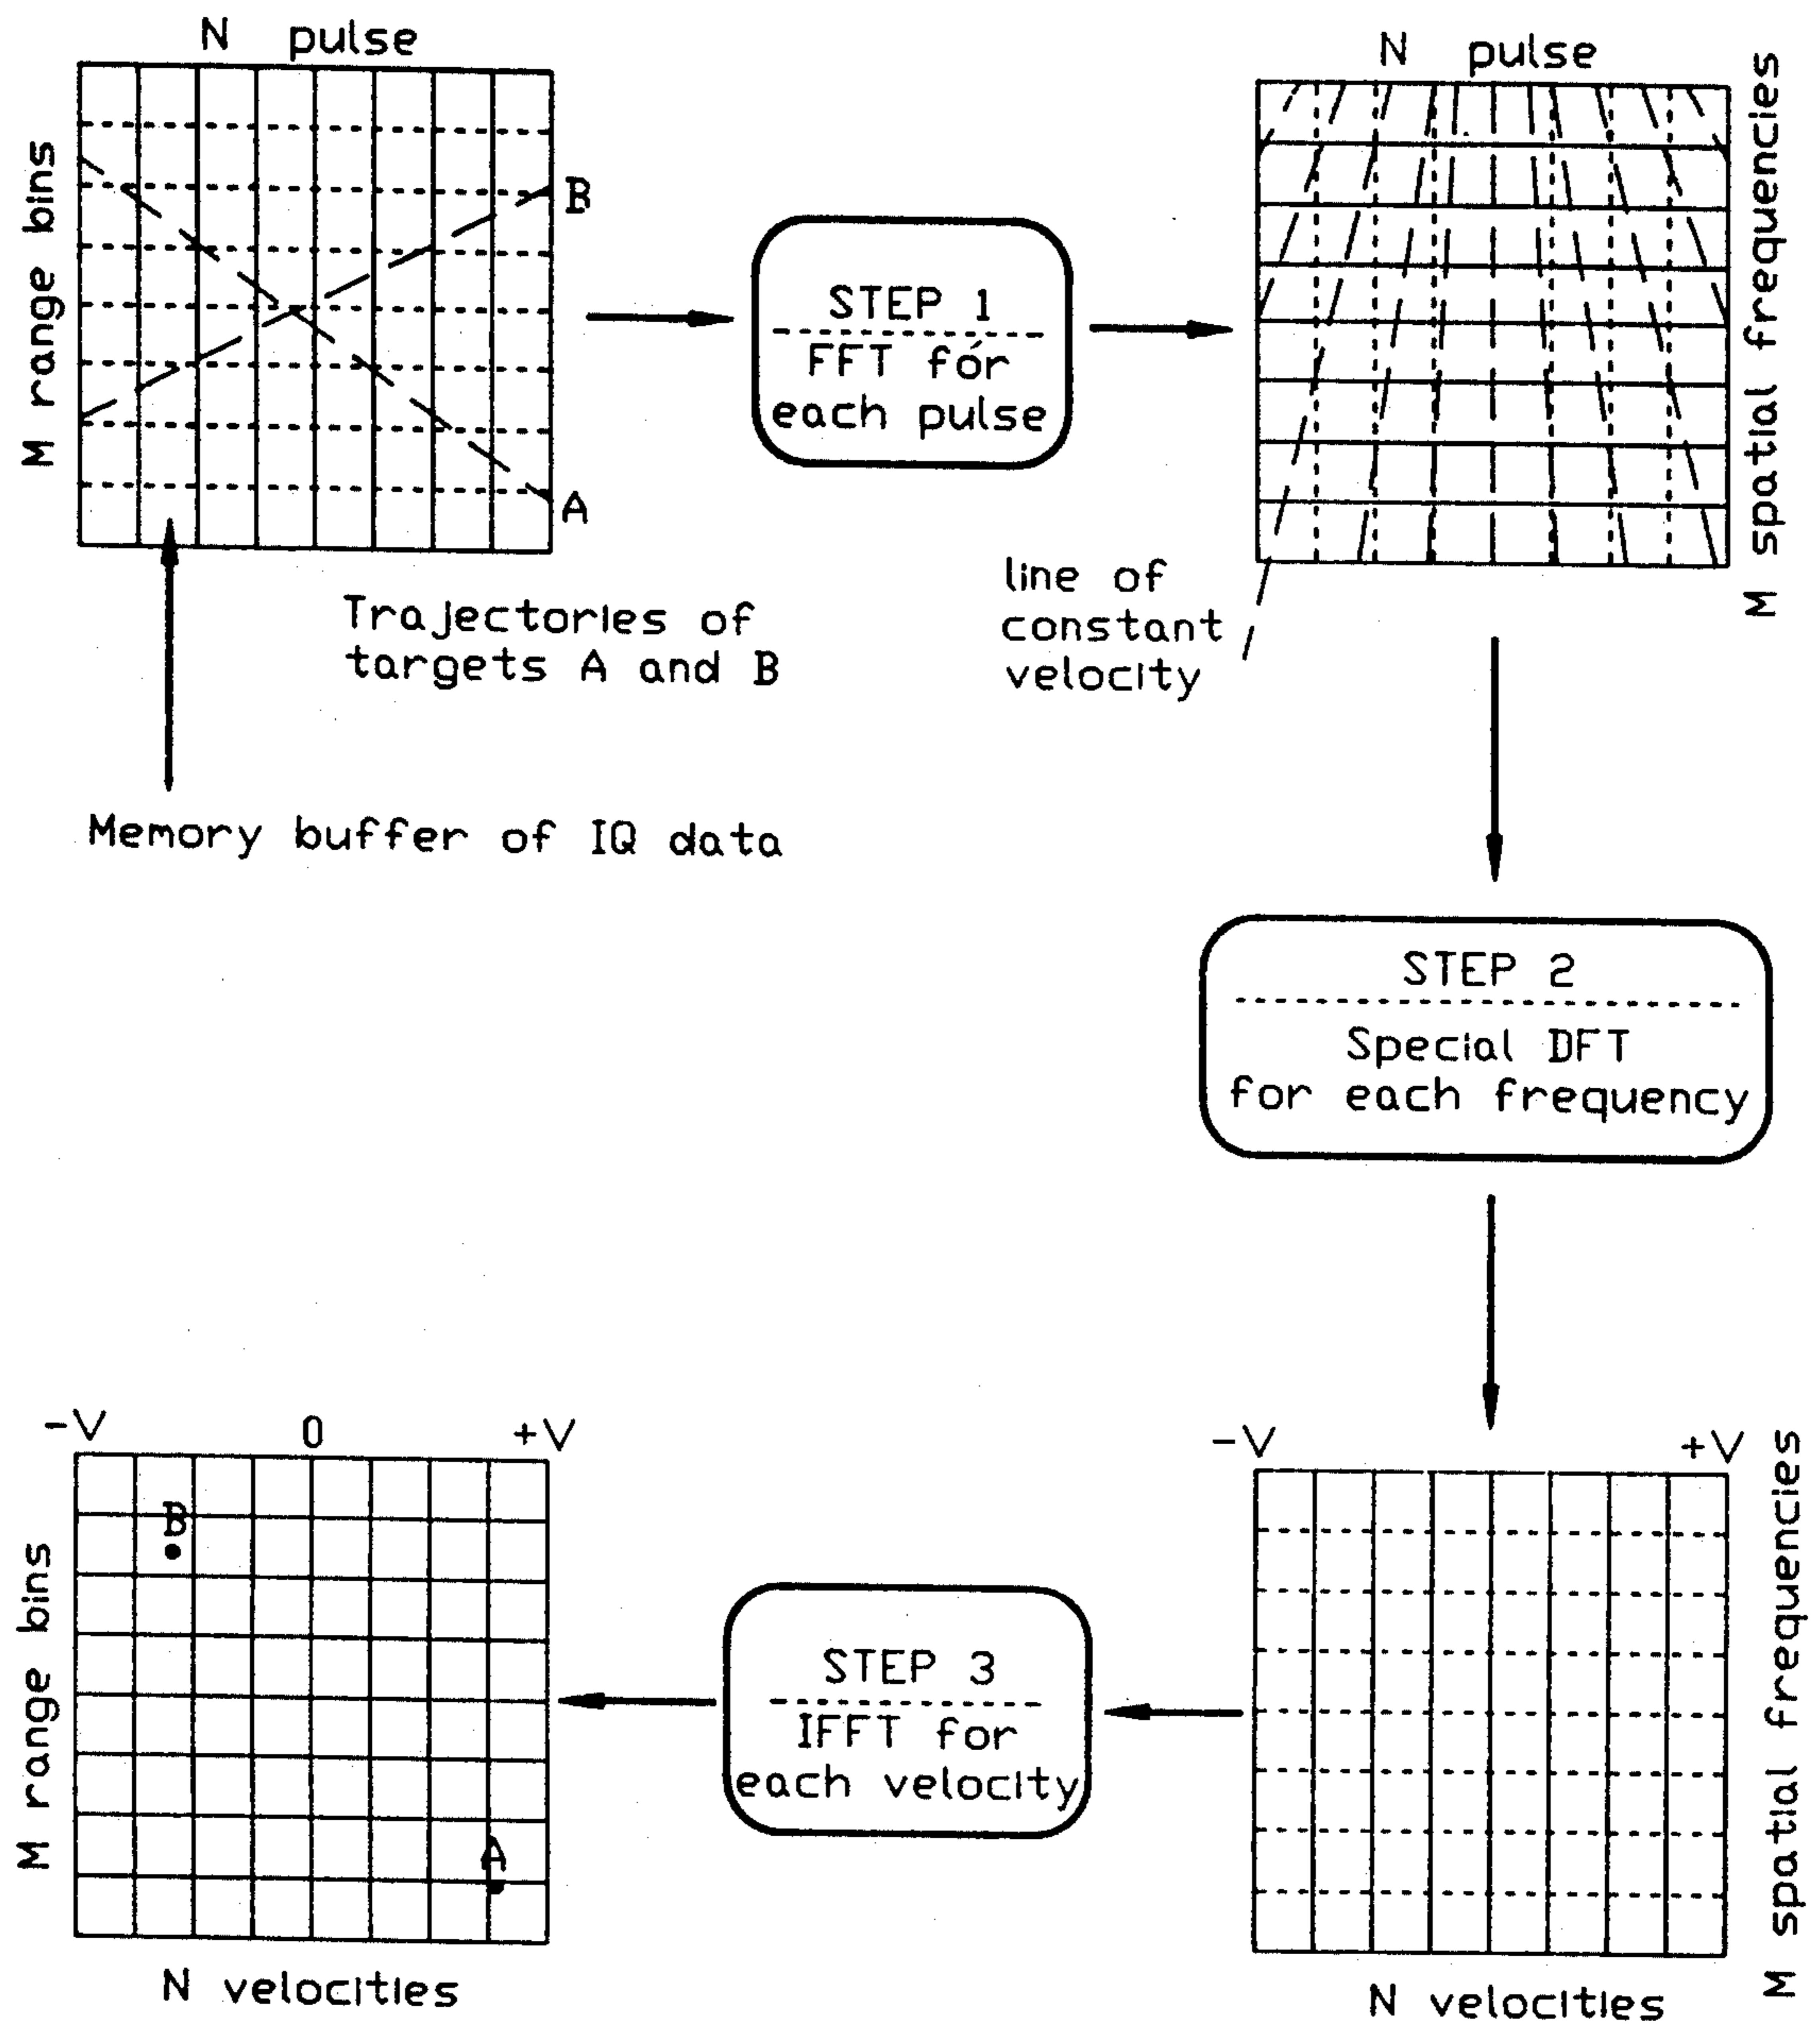 N pulse
M range bins
B
A
Trajectories of
targets A and B
Memory buffer of IQ data
STEP 1
FFT for
each pulse
N pulse
M spatial frequencies
line of
constant
velocity
STEP 2
Special DFT
for each frequency
-V +V
M spatial frequencies
N velocities
STEP 3
IFFT for
each velocity
-V 0 +V
M range bins
B
A
N velocities